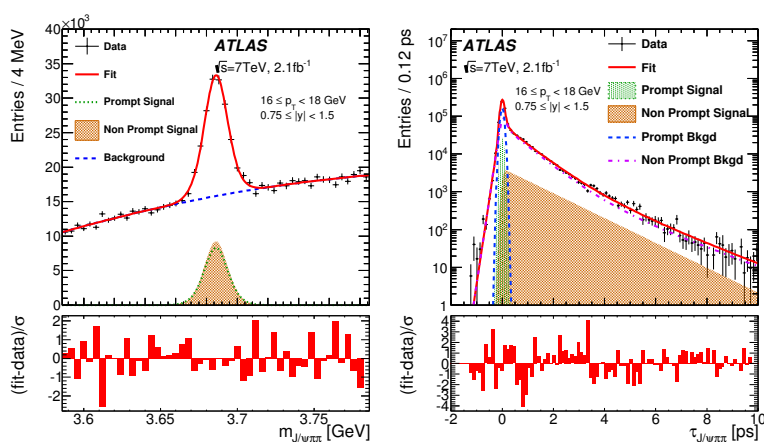 ×10³
40
35
30
25
20
15
10
5
0
Entries / 4 MeV
ATLAS
√s=7TeV, 2.1fb⁻¹
16 ≤ p_T < 18 GeV
0.75 ≤ |y| < 1.5
Data
Fit
Prompt Signal
Non Prompt Signal
Background
2
1
0
-1
-2
(fit-data)/σ
3.6
3.65
3.7
3.75
m_J/ψππ [GeV]
10⁷
10⁶
10⁵
10⁴
10³
10²
10
1
Entries / 0.12 ps
ATLAS
√s=7TeV, 2.1fb⁻¹
16 ≤ p_T < 18 GeV
0.75 ≤ |y| < 1.5
Data
Fit
Prompt Signal
Non Prompt Signal
Prompt Bkgd
Non Prompt Bkgd
4
3
2
1
0
-1
-2
-3
-4
(fit-data)/σ
-2
0
2
4
6
8
10
τ_J/ψππ [ps]